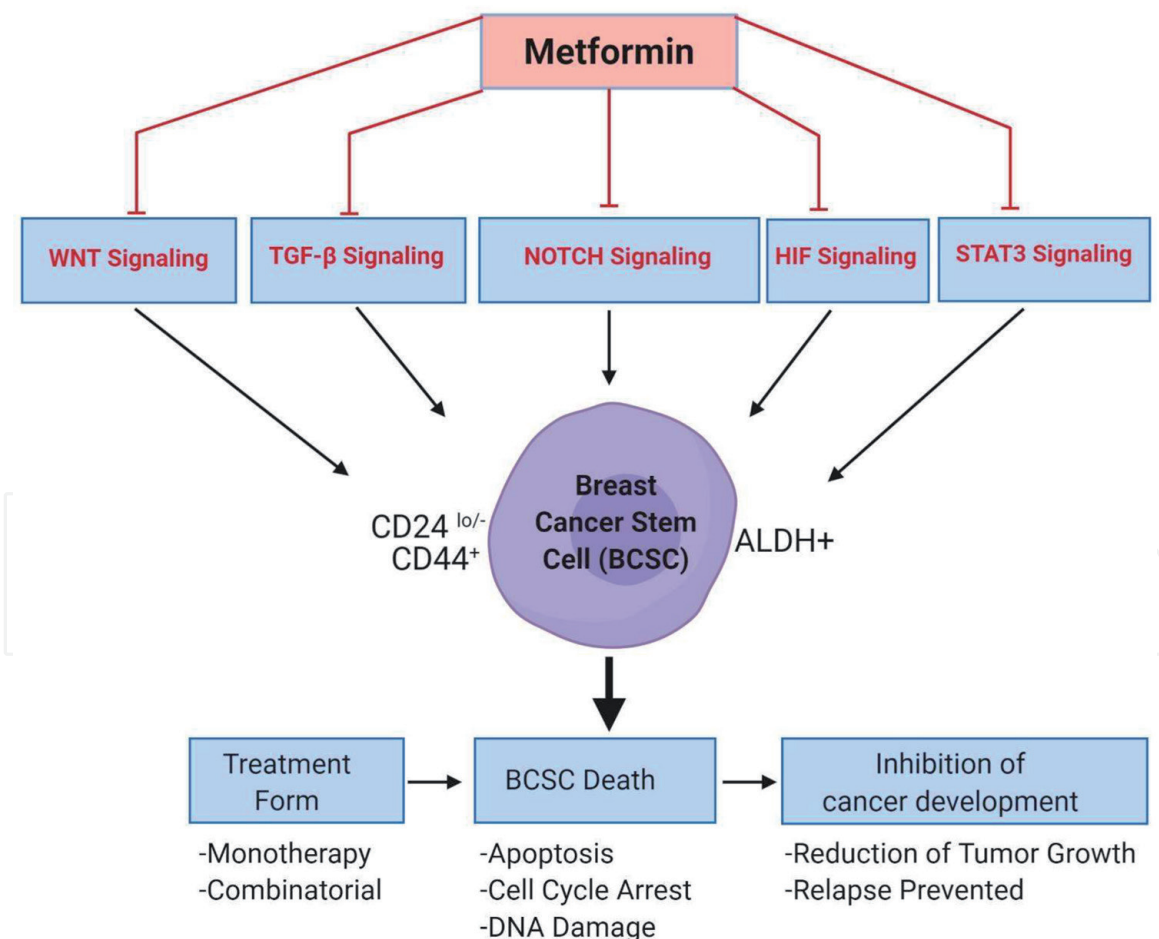 Metformin
WNT Signaling
TGF-β Signaling
NOTCH Signaling
HIF Signaling
STAT3 Signaling
CD24 lo/-
CD44+
Breast
Cancer Stem
Cell (BCSC)
ALDH+
Treatment
Form
-Monotherapy
-Combinatorial
BCSC Death
-Apoptosis
-Cell Cycle Arrest
-DNA Damage
Inhibition of
cancer development
-Reduction of Tumor Growth
-Relapse Prevented